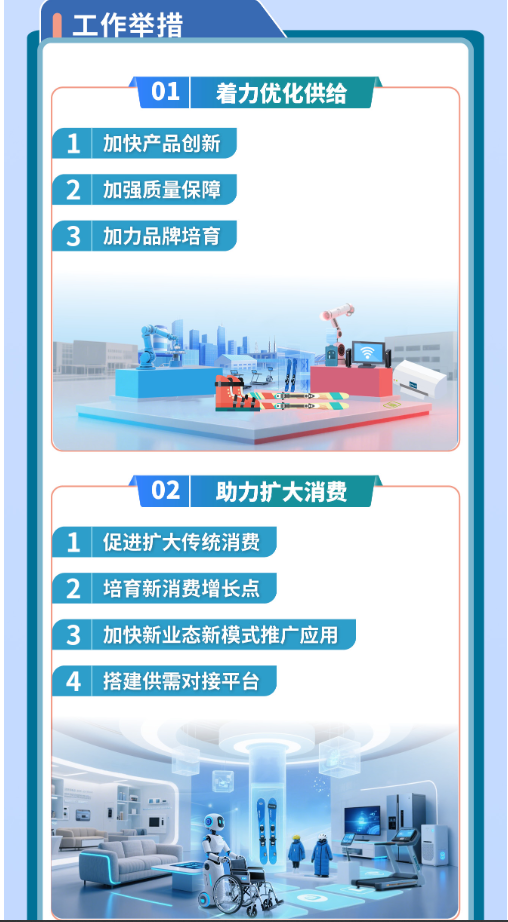 工作举措
01 着力优化供给
1 加快产品创新
2 加强质量保障
3 加力品牌培育
02 助力扩大消费
1 促进扩大传统消费
2 培育新消费增长点
3 加快新业态新模式推广应用
4 搭建供需对接平台